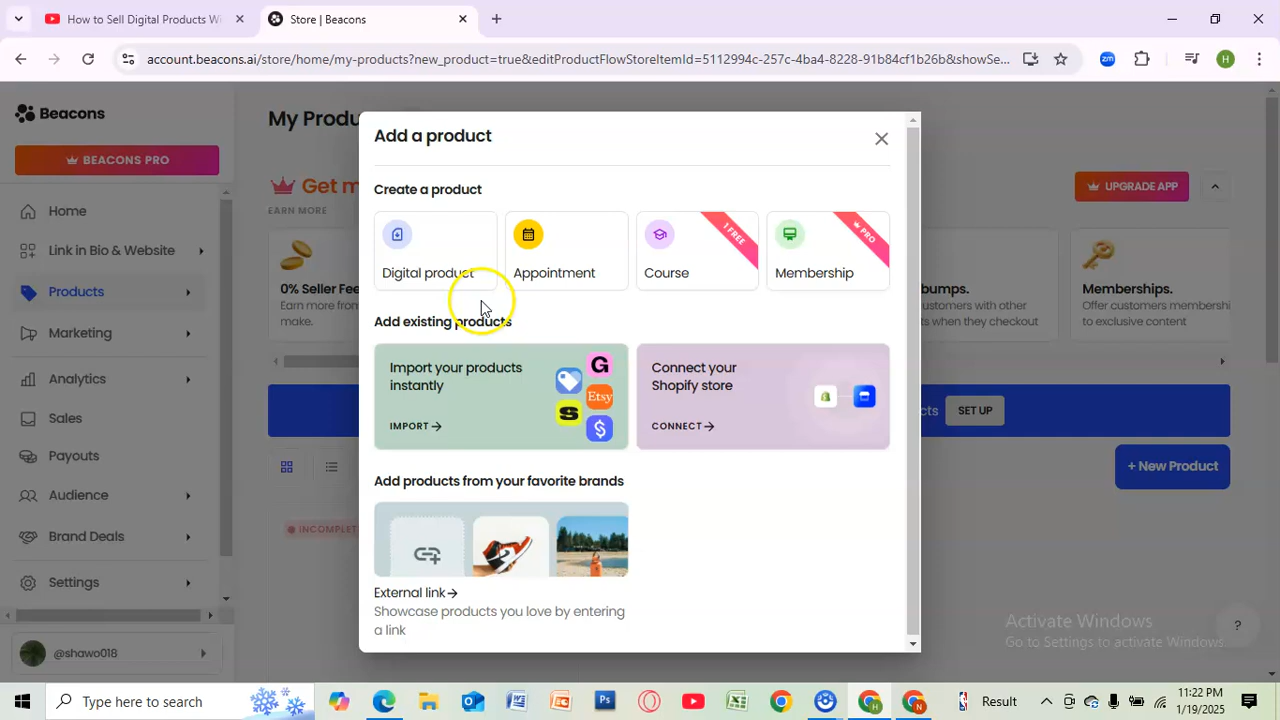 How to Sell Digital Products Wi
Store | Beacons
account.beacons.ai/store/home/my-products?new_product=true&editProductFlowStoreItemId=5112994c-257c-4ba4-8228-91b84cf1b26b&showSe...
H
Beacons
BEACONS PRO
Home
Link in Bio & Website
Products
Marketing
Analytics
Sales
Payouts
Audience
Brand Deals
Settings
@shawo018
My Produ
Get m
EARN MORE
UPGRADE APP
0% Seller Fee
Earn more from
make.
bumps.
customers with other
s when they checkout
Memberships.
Offer customers membersh
to exclusive content
cts
SET UP
+ New Product
INCOMPLET
Add a product
Create a product
Digital product
Appointment
Course
1 FREE
Membership
PRO
Add existing products
Import your products
instantly
IMPORT
G
Etsy
S
$
Connect your
Shopify store
CONNECT
Add products from your favorite brands
External link
Showcase products you love by entering
a link
Activate Windows
Go to Settings to activate Windows.
?
Type here to search
Result
11:22 PM
1/19/2025